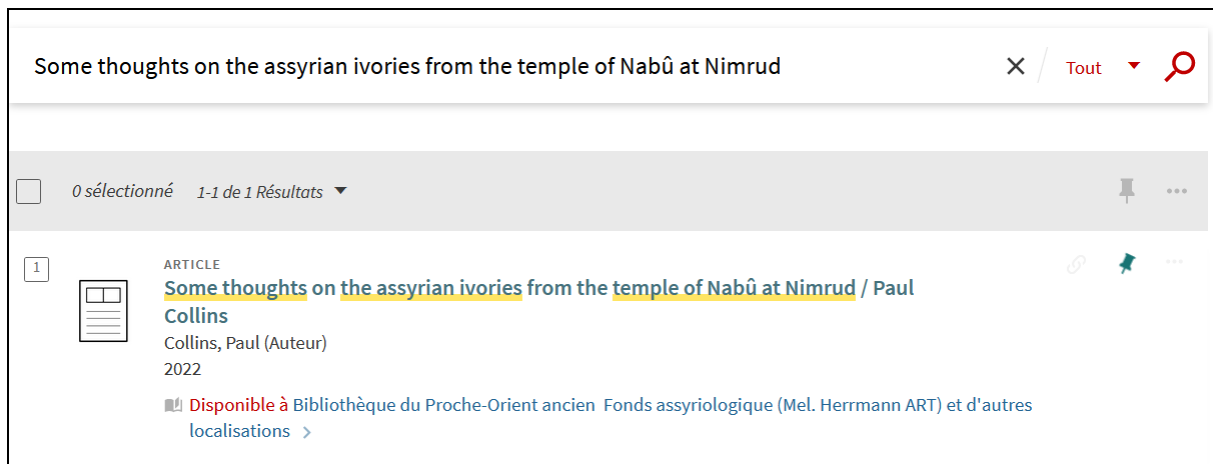 Some thoughts on the assyrian ivories from the temple of Nabû at Nimrud
Tout
0 sélectionné 1-1 de 1 Résultats
1
ARTICLE
Some thoughts on the assyrian ivories from the temple of Nabû at Nimrud / Paul
Collins
Collins, Paul (Auteur)
2022
Disponible à Bibliothèque du Proche-Orient ancien Fonds assyriologique (Mel. Herrmann ART) et d'autres
localisations >